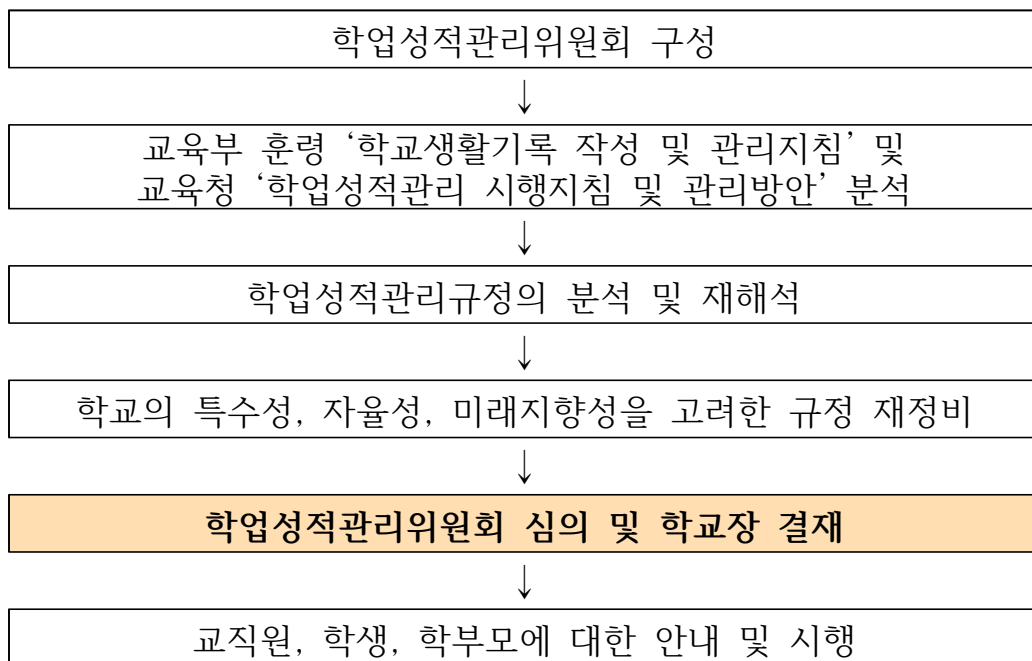 학업성적관리위원회 구성
↓
교육부 훈령 ‘학교생활기록 작성 및 관리지침’ 및
교육청 ‘학업성적관리 시행지침 및 관리방안’ 분석
↓
학업성적관리규정의 분석 및 재해석
↓
학교의 특수성, 자율성, 미래지향성을 고려한 규정 재정비
↓
학업성적관리위원회 심의 및 학교장 결재
↓
교직원, 학생, 학부모에 대한 안내 및 시행